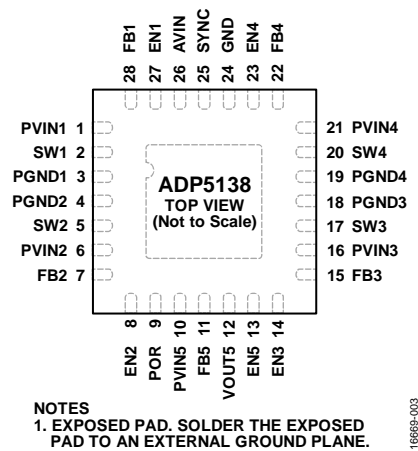 28 FB1
27 EN1
26 AVIN
25 SYNC
24 GND
23 EN4
22 FB4
PVIN1 1
SW1 2
PGND1 3
PGND2 4
SW2 5
PVIN2 6
FB2 7
ADP5138
TOP VIEW
(Not to Scale)
21 PVIN4
20 SW4
19 PGND4
18 PGND3
17 SW3
16 PVIN3
15 FB3
EN2 8
POR 9
PVIN5 10
FB5 11
VOUT5 12
EN5 13
EN3 14
NOTES
1. EXPOSED PAD. SOLDER THE EXPOSED
PAD TO AN EXTERNAL GROUND PLANE.
16669-003